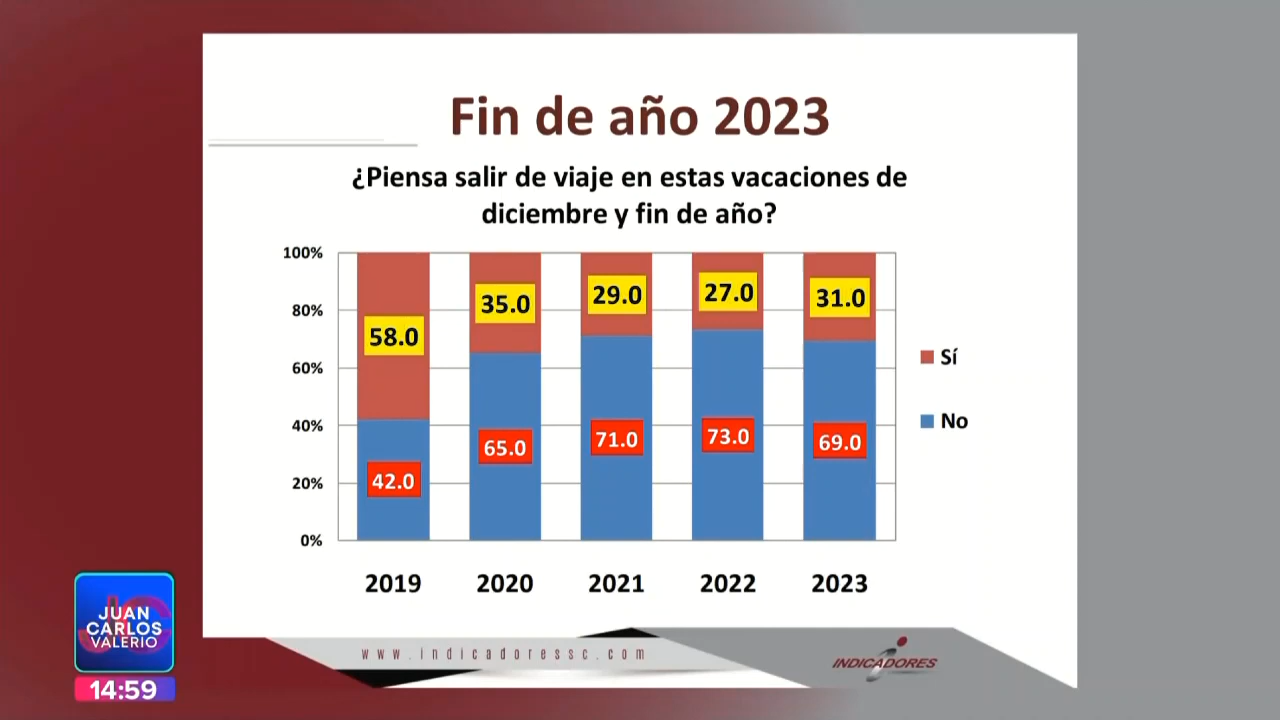 Fin de año 2023
¿Piensa salir de viaje en estas vacaciones de
diciembre y fin de año?
100%
80%
60%
40%
20%
0%
58.0
35.0
29.0
27.0
31.0
42.0
65.0
71.0
73.0
69.0
2019
2020
2021
2022
2023
Sí
No
www.indicadoressc.com
INDICADORES
JUAN
CARLOS
VALERIO
14:59